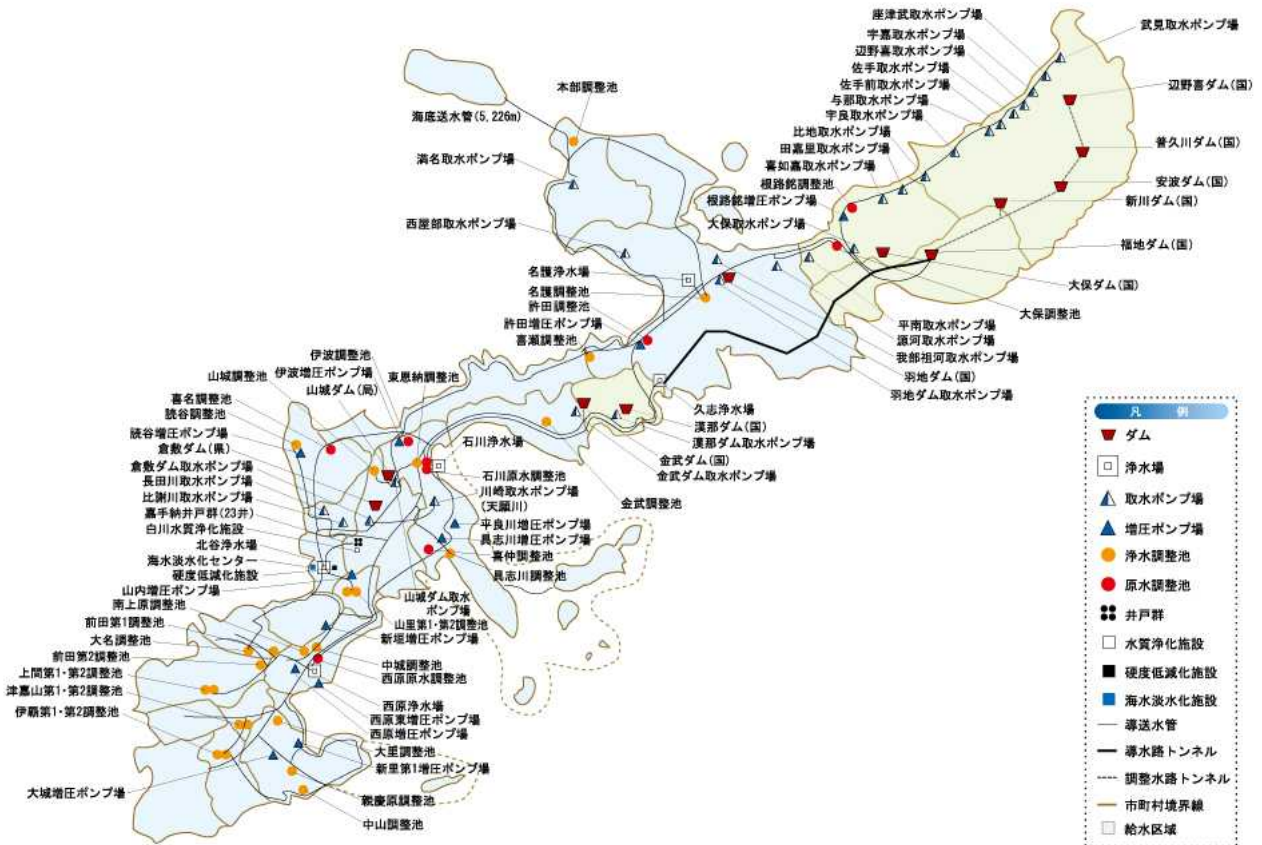 座津武取水ポンプ場
宇嘉取水ポンプ場
辺野喜取水ポンプ場
佐手取水ポンプ場
佐手前取水ポンプ場
与那取水ポンプ場
宇良取水ポンプ場
比地取水ポンプ場
田嘉里取水ポンプ場
喜如嘉取水ポンプ場
根路銘調整池
根路銘増圧ポンプ場
大保取水ポンプ場
武見取水ポンプ場
辺野喜ダム(国)
普久川ダム(国)
安波ダム(国)
新川ダム(国)
福地ダム(国)
大保ダム(国)
大保調整池
平南取水ポンプ場
源河取水ポンプ場
我部祖河取水ポンプ場
羽地ダム(国)
羽地ダム取水ポンプ場
本部調整池
海底送水管(5,226m)
満名取水ポンプ場
西屋部取水ポンプ場
名護浄水場
名護調整池
許田調整池
許田増圧ポンプ場
喜瀬調整池
久志浄水場
漢那ダム(国)
漢那ダム取水ポンプ場
金武ダム(国)
金武ダム取水ポンプ場
金武調整池
伊波調整池
伊波増圧ポンプ場
山城ダム(局)
東恩納調整池
山城調整池
喜名調整池
読谷調整池
読谷増圧ポンプ場
倉敷ダム(県)
倉敷ダム取水ポンプ場
長田川取水ポンプ場
比謝川取水ポンプ場
嘉手納井戸群(23井)
白川水質浄化施設
北谷浄水場
海水淡水化センター
硬度低減化施設
山内増圧ポンプ場
南上原調整池
前田第1調整池
大名調整池
前田第2調整池
上間第1・第2調整池
津嘉山第1・第2調整池
伊覇第1・第2調整池
大城増圧ポンプ場
石川浄水場
石川原水調整池
川崎取水ポンプ場
(天願川)
平良川増圧ポンプ場
具志川増圧ポンプ場
喜仲調整池
具志川調整池
山城ダム取水
ポンプ場
山里第1・第2調整池
新垣増圧ポンプ場
中城調整池
西原原水調整池
西原浄水場
西原東増圧ポンプ場
西原増圧ポンプ場
大里調整池
新里第1増圧ポンプ場
親慶原調整池
中山調整池
凡 例
ダム
浄水場
取水ポンプ場
増圧ポンプ場
浄水調整池
原水調整池
井戸群
水質浄化施設
硬度低減化施設
海水淡水化施設
導送水管
導水路トンネル
調整水路トンネル
市町村境界線
給水区域